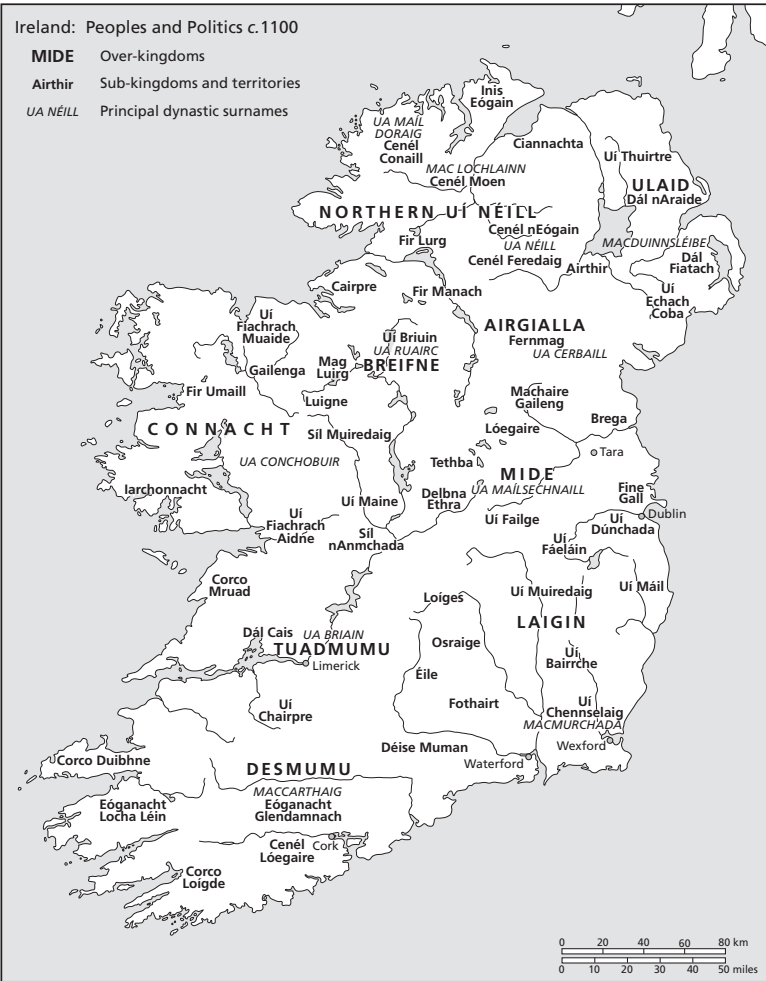 Ireland: Peoples and Politics c.1100
MIDE Over-kingdoms
Airthir Sub-kingdoms and territories
UA NÉILL Principal dynastic surnames
Inis
Eógain
UA MAÍL
DORAIG
Cenél
Conaill
Ciannachta
Uí Thuirtre
MAC LOCHLAINN
Cenél Moen
ULAID
Dál nAraide
NORTHERN UÍ NÉILL
Cenél nEógain
UA NÉILL
Fir Lurg
MACDUINNSLÉIBE
Cenél Feredaig
Airthir
Dál
Fiatach
Cairpre
Fir Manach
Uí
Echach
Coba
Uí
Fiachrach
Muaide
AIRGIALLA
Fernmag
UA CERBAILL
Uí Briuin
UA RUAIRC
BREIFNE
Mag
Luirg
Gailenga
Fir Umaill
Luigne
Machaire
Gaileng
Brega
CONNACHT
Síl Muiredaig
Lóegaire
Tara
UA CONCHOBUIR
Tethba
MIDE
UA MAÍLSECHNAILL
Iarchonnacht
Uí Maine
Delbna
Ethra
Fine
Gall
Dublin
Uí
Fiachrach
Aidne
Uí Failge
Uí
Dúnchada
Síl
nAnmchada
Uí
Fáeláin
Corco
Mruad
Loíges
Uí Muiredaig
Uí Máil
LAIGIN
Dál Cais
UA BRIAIN
TUADMUMU
Limerick
Osraige
Uí
Bairrche
Éile
Uí
Chairpre
Fothairt
Uí
Chennselaig
MACMURCHADA
Wexford
Déise Muman
Waterford
Corco Duibhne
DESMUMU
MACCARTHAIG
Eóganacht
Glendamnach
Eóganacht
Locha Léin
Cenél
Lóegaire
Cork
Corco
Loígde
0 20 40 60 80 km
0 10 20 30 40 50 miles